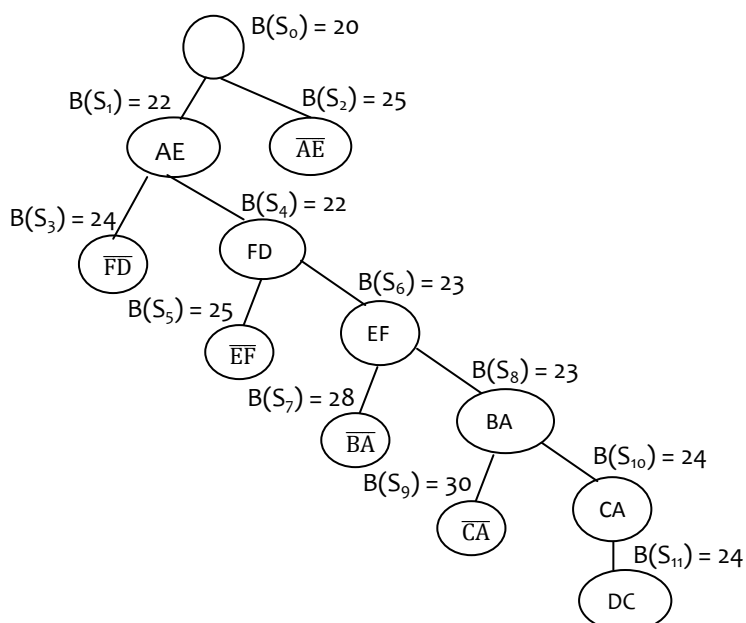 B(S₀) = 20
B(S₁) = 22
B(S₂) = 25
AE
A̅E̅
B(S₃) = 24
B(S₄) = 22
F̅D̅
FD
B(S₅) = 25
B(S₆) = 23
E̅F̅
EF
B(S₇) = 28
B(S₈) = 23
B̅A̅
BA
B(S₉) = 30
B(S₁₀) = 24
C̅A̅
CA
B(S₁₁) = 24
DC